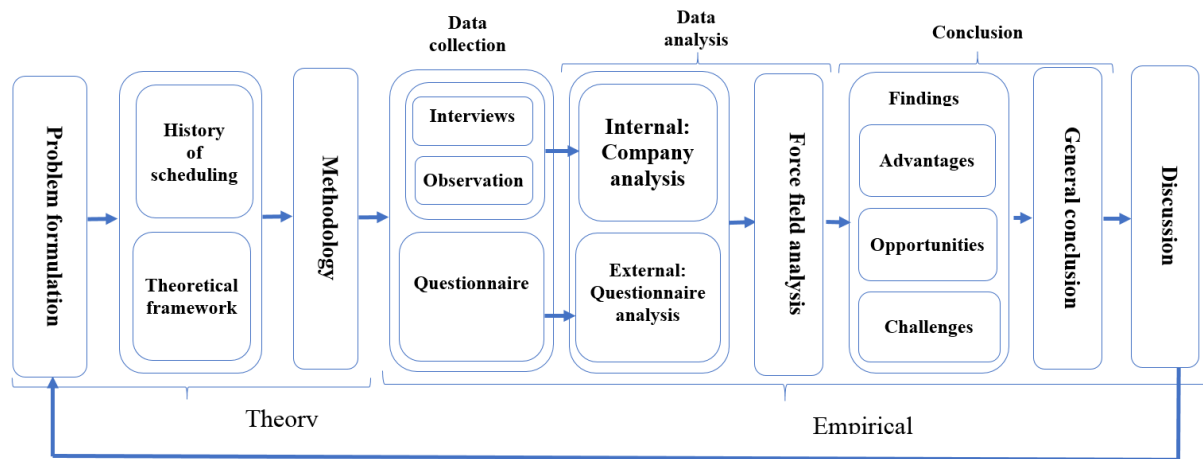 Data
collection
Data
analysis
Conclusion
Problem formulation
History
of
scheduling
Theoretical
framework
Methodology
Interviews
Observation
Questionnaire
Internal:
Company
analysis
External:
Questionnaire
analysis
Force field analysis
Findings
Advantages
Opportunities
Challenges
General conclusion
Discussion
Theory
Empirical